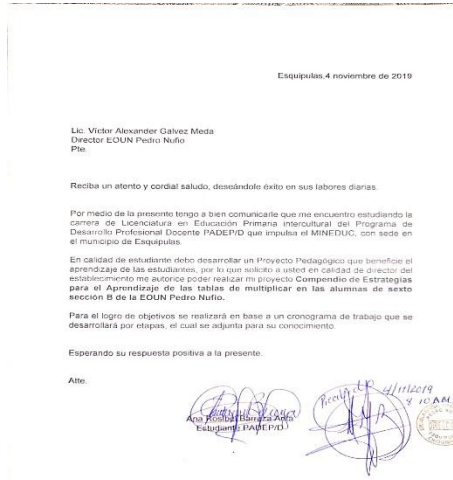 Esquipulas,4 noviembre de 2019
Lic. Víctor Alexander Galvez Meda
Director EOUN Pedro Nufio
Pte.
Reciba un atento y cordial saludo, deseándole éxito en sus labores diarias.
Por medio de la presente tengo a bien comunicarle que me encuentro estudiando la
carrera de Licenciatura en Educación Primaria intercultural del Programa de
Desarrollo Profesional Docente PADEP/D que impulsa el MINEDUC, con sede en
el municipio de Esquipulas.
En calidad de estudiante debo desarrollar un Proyecto Pedagógico que beneficie el
aprendizaje de las estudiantes, por lo que solicito a usted en calidad de director del
establecimiento me autorice poder realizar mi proyecto Compendio de Estrategias
para el Aprendizaje de las tablas de multiplicar en las alumnas de sexto
sección B de la EOUN Pedro Nufio.
Para el logro de objetivos se realizará en base a un cronograma de trabajo que se
desarrollará por etapas, el cual se adjunta para su conocimiento.
Esperando su respuesta positiva a la presente.
Atte.
Recibido 4/11/2019
8 10 AM
Ana Barraza
Estudiante PADEP/D